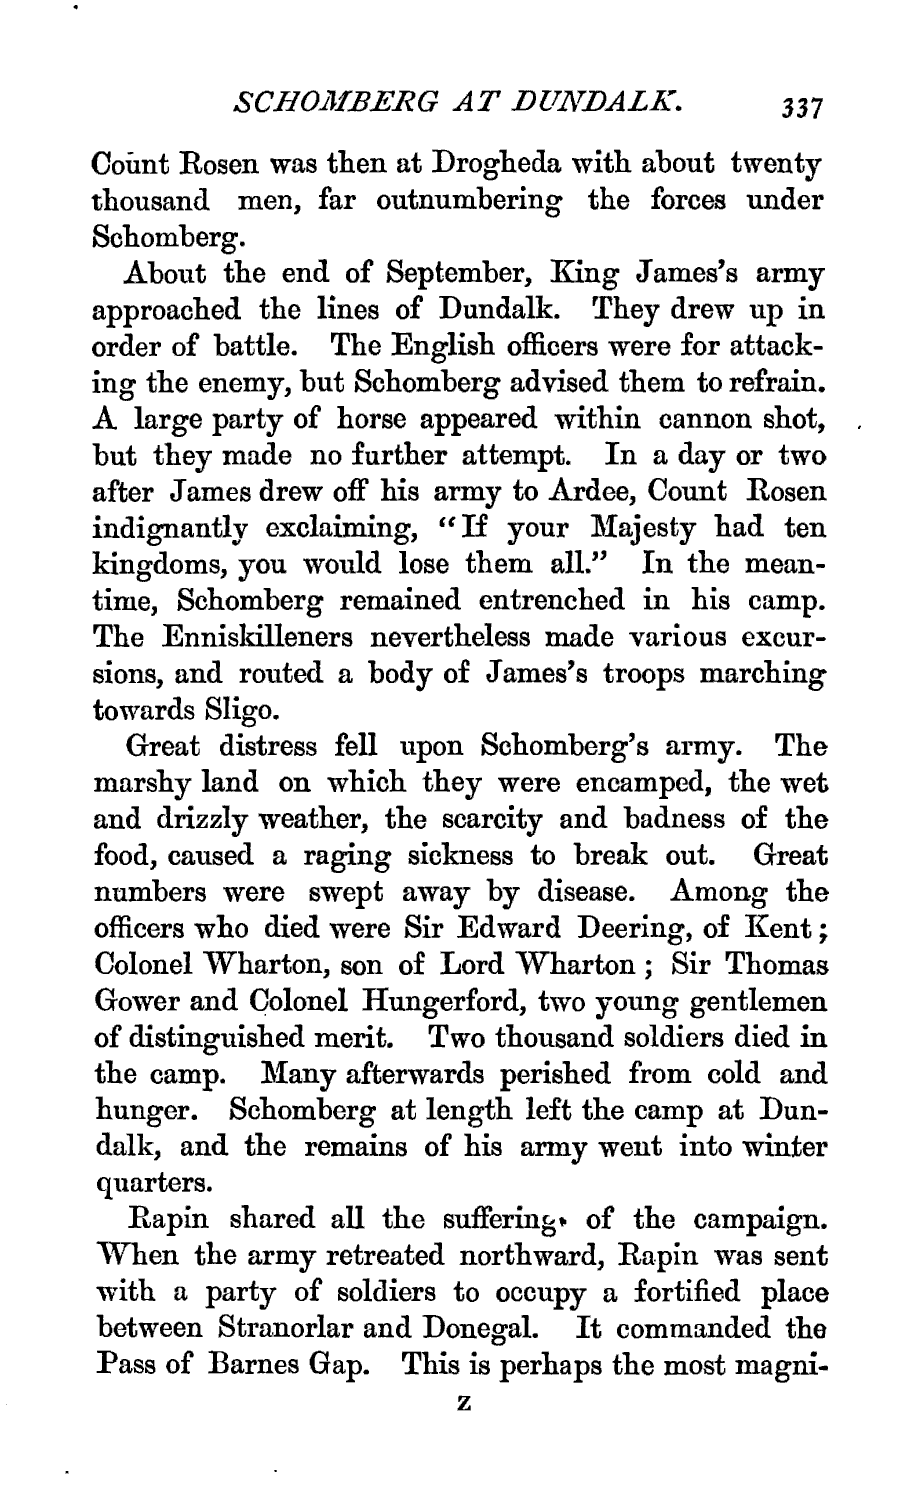 SCHOMBERG AT DUNDALK. 337
Count Rosen was then at Drogheda with about twenty
thousand men, far outnumbering the forces under
Schomberg.
About the end of September, King James's army
approached the lines of Dundalk. They drew up in
order of battle. The English officers were for attack-
ing the enemy, but Schomberg advised them to refrain.
A large party of horse appeared within cannon shot,
but they made no further attempt. In a day or two
after James drew off his army to Ardee, Count Rosen
indignantly exclaiming, "If your Majesty had ten
kingdoms, you would lose them all." In the mean-
time, Schomberg remained entrenched in his camp.
The Enniskilleners nevertheless made various excur-
sions, and routed a body of James's troops marching
towards Sligo.
Great distress fell upon Schomberg's army. The
marshy land on which they were encamped, the wet
and drizzly weather, the scarcity and badness of the
food, caused a raging sickness to break out. Great
numbers were swept away by disease. Among the
officers who died were Sir Edward Deering, of Kent;
Colonel Wharton, son of Lord Wharton; Sir Thomas
Gower and Colonel Hungerford, two young gentlemen
of distinguished merit. Two thousand soldiers died in
the camp. Many afterwards perished from cold and
hunger. Schomberg at length left the camp at Dun-
dalk, and the remains of his army went into winter
quarters.
Rapin shared all the sufferings of the campaign.
When the army retreated northward, Rapin was sent
with a party of soldiers to occupy a fortified place
between Stranorlar and Donegal. It commanded the
Pass of Barnes Gap. This is perhaps the most magni-
Z